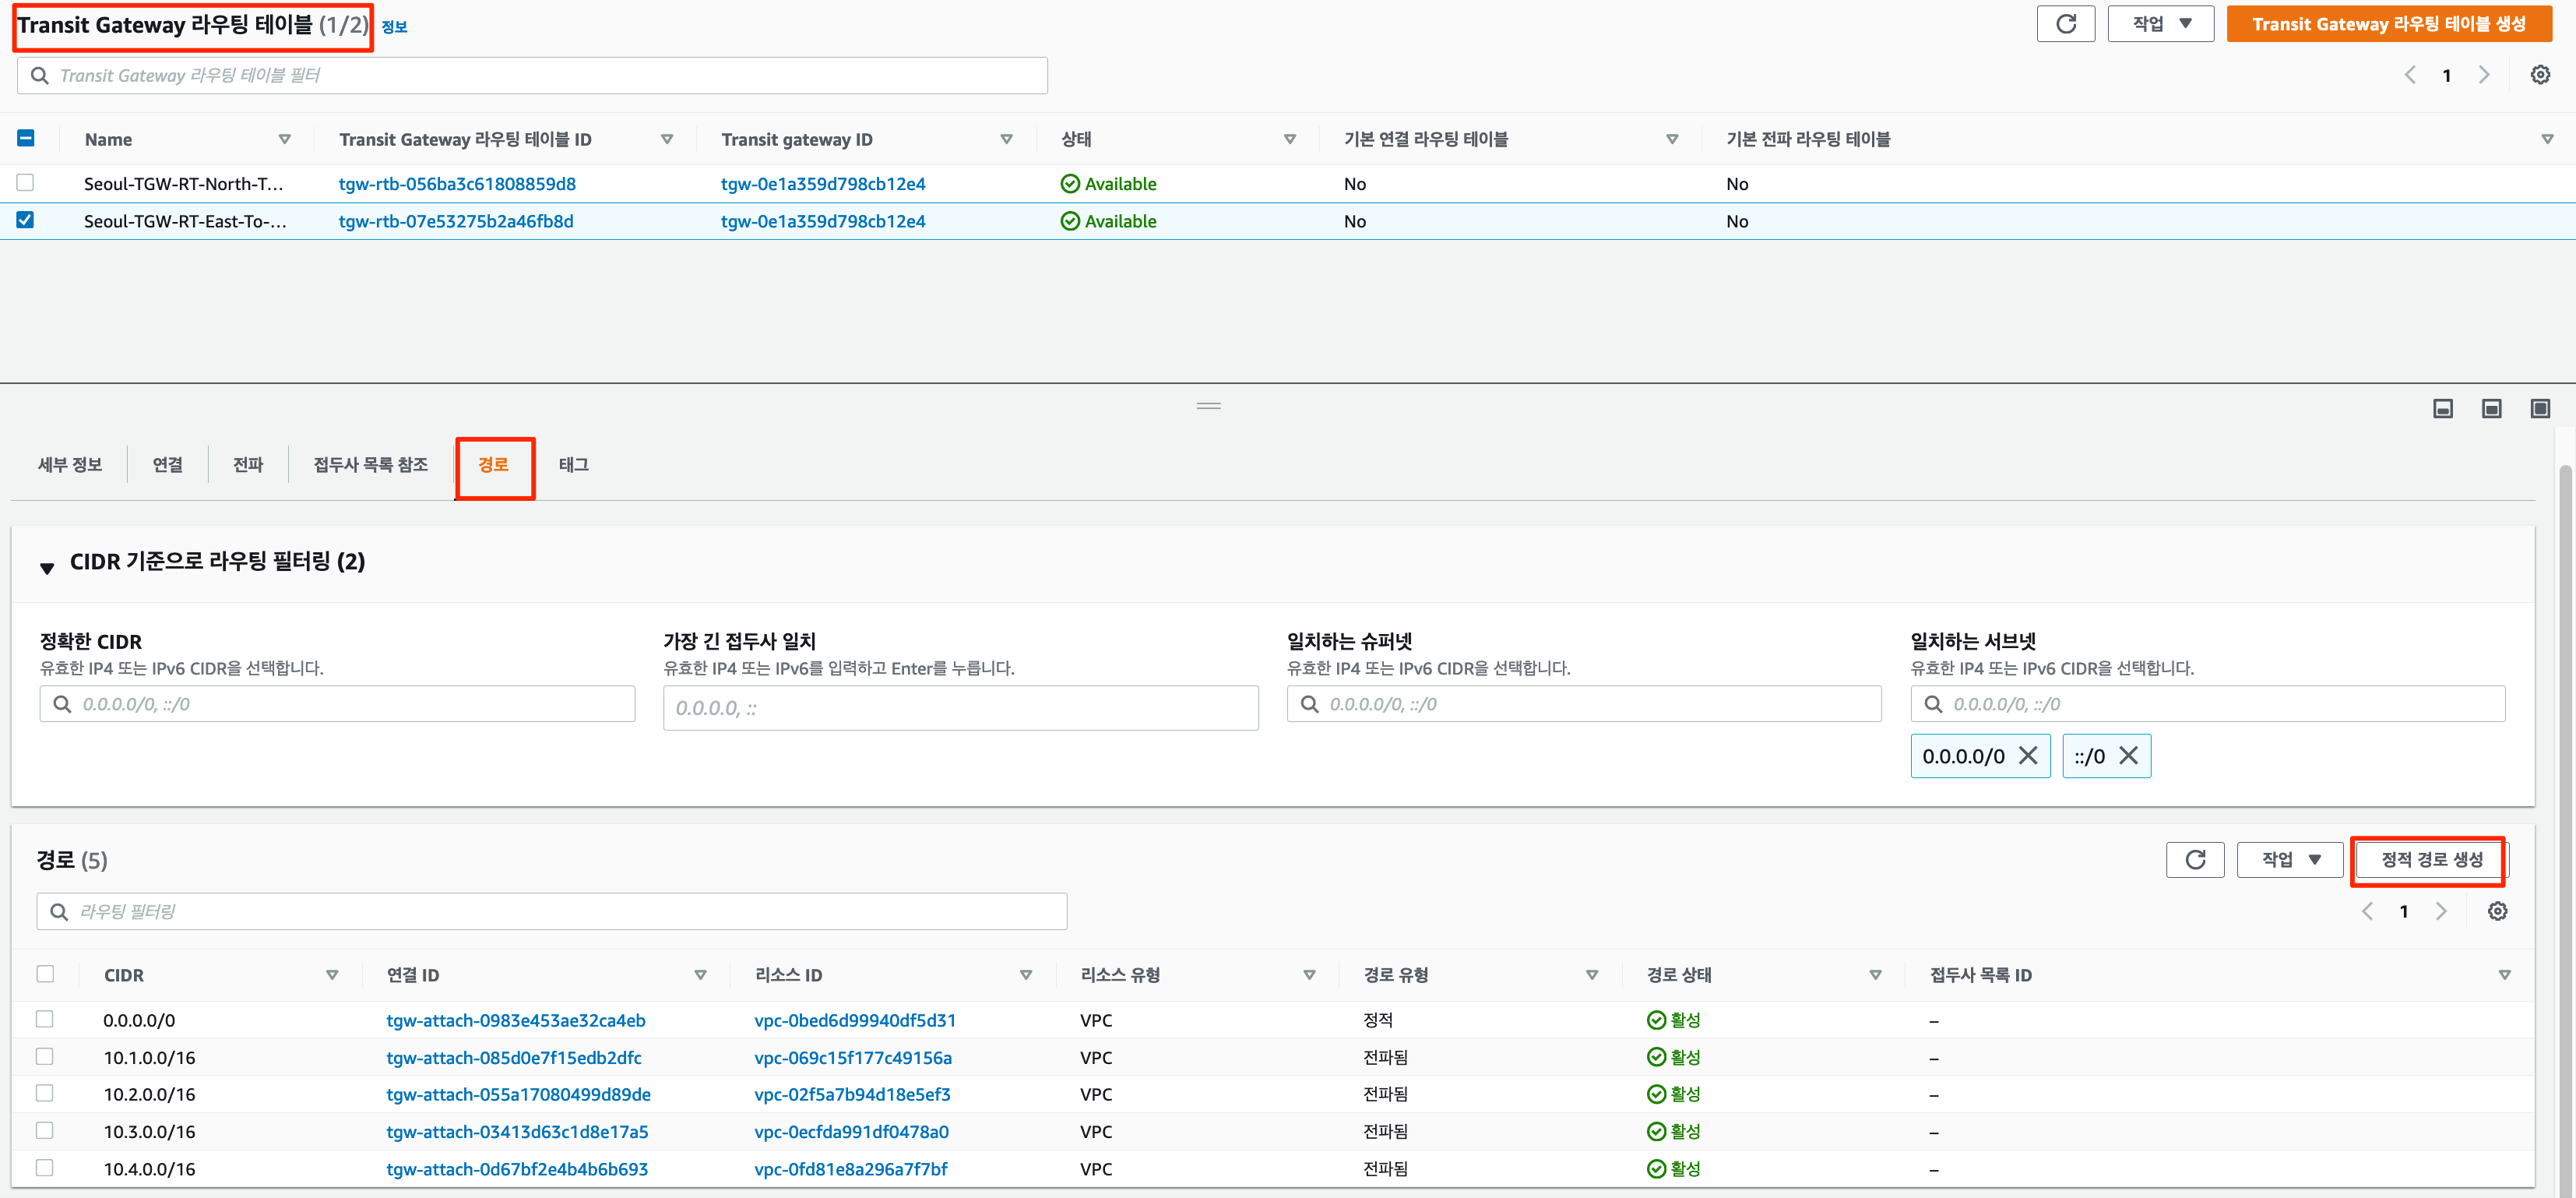 Transit Gateway 라우팅 테이블 (1/2) 정보
작업
Transit Gateway 라우팅 테이블 생성
Transit Gateway 라우팅 테이블 필터
1
Name Transit Gateway 라우팅 테이블 ID Transit gateway ID 상태 기본 연결 라우팅 테이블 기본 전파 라우팅 테이블
Seoul-TGW-RT-North-T... tgw-rtb-056ba3c61808859d8 tgw-0e1a359d798cb12e4 Available No No
Seoul-TGW-RT-East-To-... tgw-rtb-07e53275b2a46fb8d tgw-0e1a359d798cb12e4 Available No No
세부 정보 연결 전파 접두사 목록 참조 경로 태그
CIDR 기준으로 라우팅 필터링 (2)
정확한 CIDR
유효한 IP4 또는 IPv6 CIDR을 선택합니다.
0.0.0.0/0, ::/0
가장 긴 접두사 일치
유효한 IP4 또는 IPv6를 입력하고 Enter를 누릅니다.
0.0.0.0, ::
일치하는 슈퍼넷
유효한 IP4 또는 IPv6 CIDR을 선택합니다.
0.0.0.0/0, ::/0
일치하는 서브넷
유효한 IP4 또는 IPv6 CIDR을 선택합니다.
0.0.0.0/0, ::/0
0.0.0.0/0 ::/0
경로 (5)
작업
정적 경로 생성
라우팅 필터링
1
CIDR 연결 ID 리소스 ID 리소스 유형 경로 유형 경로 상태 접두사 목록 ID
0.0.0.0/0 tgw-attach-0983e453ae32ca4eb vpc-0bed6d99940df5d31 VPC 정적 활성 –
10.1.0.0/16 tgw-attach-085d0e7f15edb2dfc vpc-069c15f177c49156a VPC 전파됨 활성 –
10.2.0.0/16 tgw-attach-055a17080499d89de vpc-02f5a7b94d18e5ef3 VPC 전파됨 활성 –
10.3.0.0/16 tgw-attach-03413d63c1d8e17a5 vpc-0ecfda991df0478a0 VPC 전파됨 활성 –
10.4.0.0/16 tgw-attach-0d67bf2e4b4b6b693 vpc-0fd81e8a296a7f7bf VPC 전파됨 활성 –